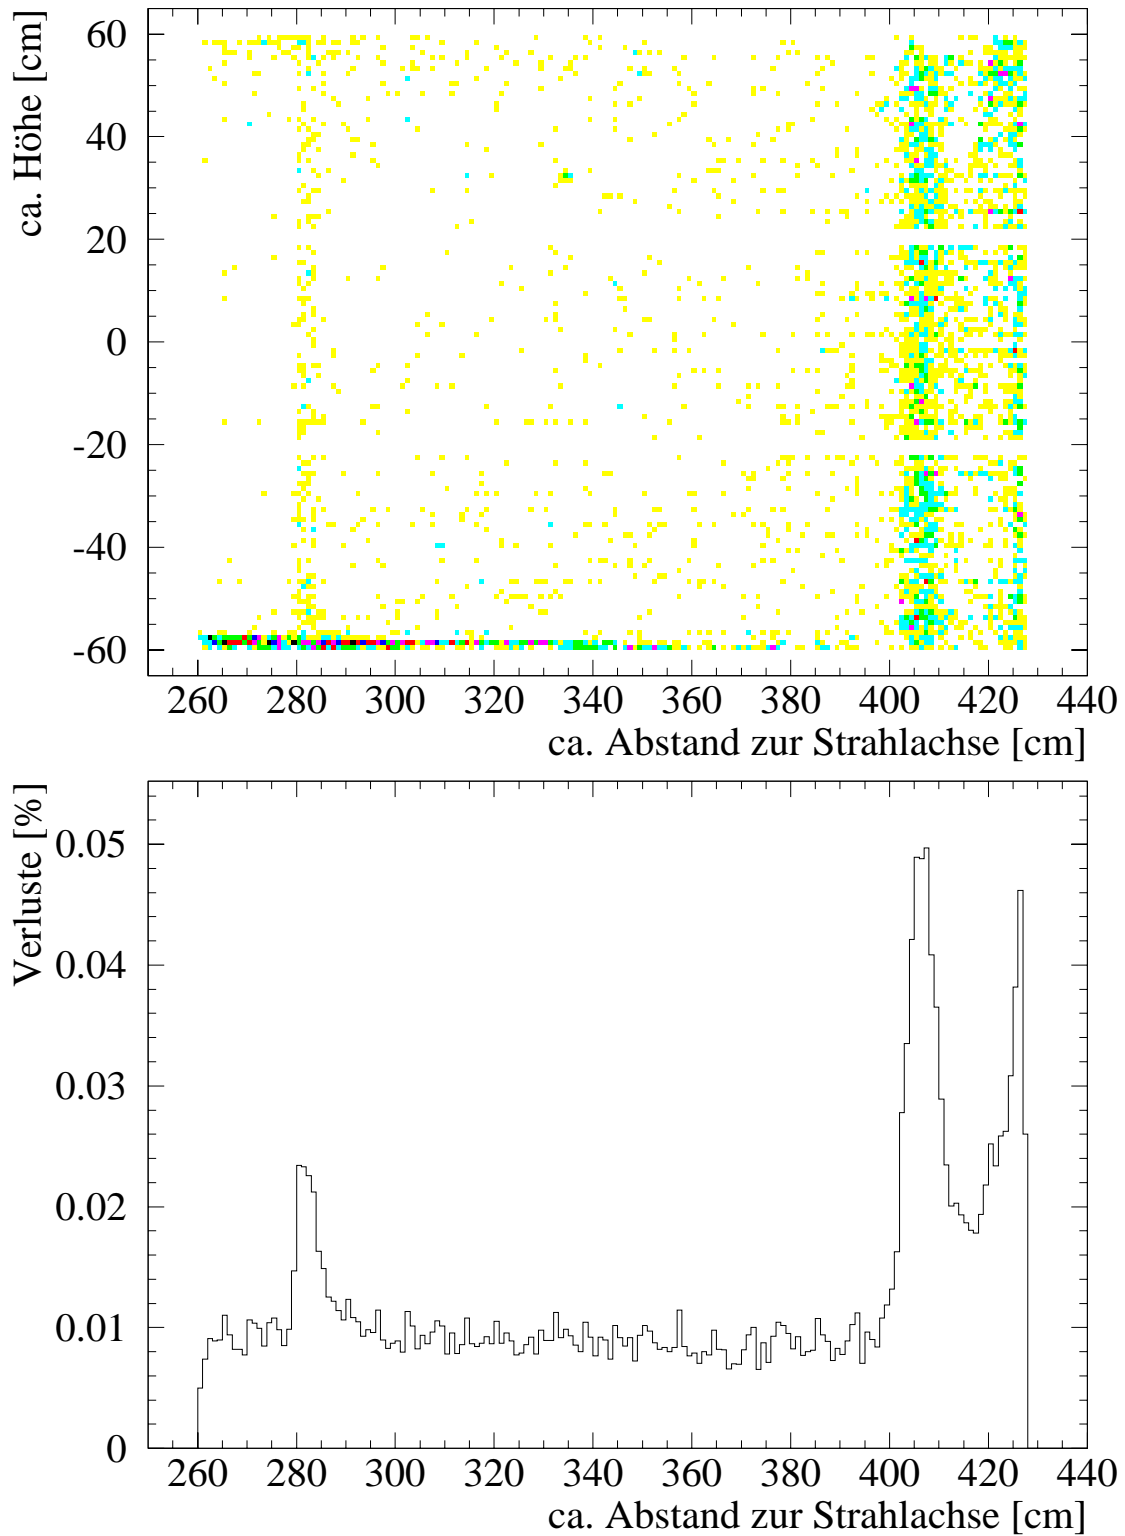 ca. Höhe [cm]
60
40
20
0
-20
-40
-60
260 280 300 320 340 360 380 400 420 440
ca. Abstand zur Strahlachse [cm]
Verluste [%]
0.05
0.04
0.03
0.02
0.01
0
260 280 300 320 340 360 380 400 420 440
ca. Abstand zur Strahlachse [cm]